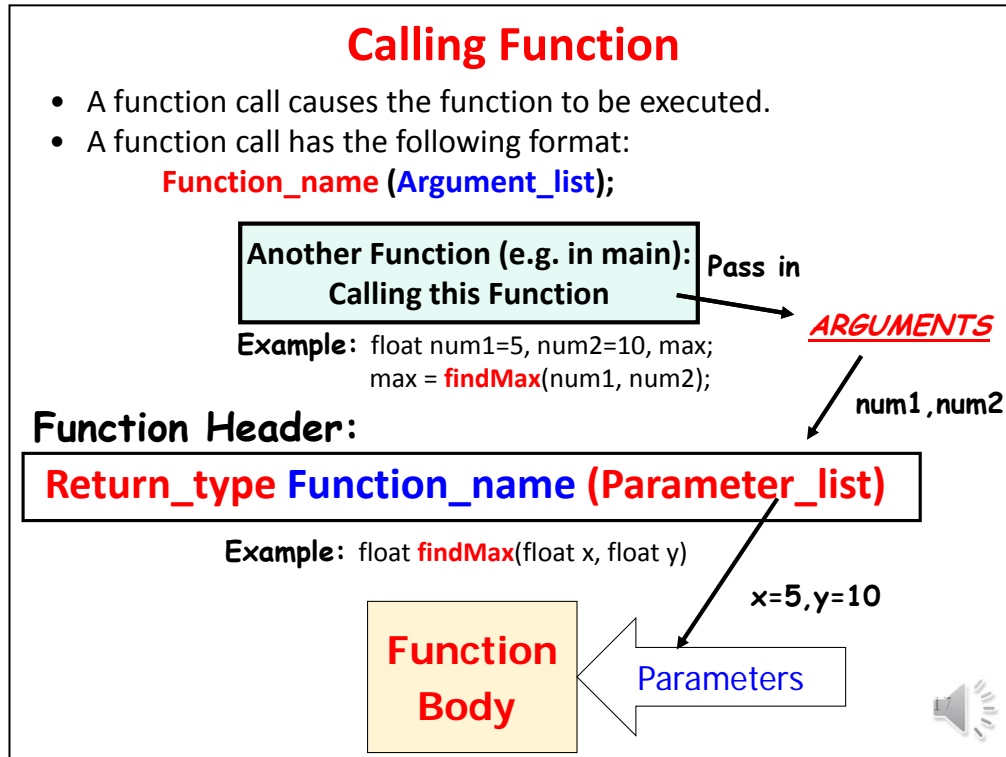 Calling Function
• A function call causes the function to be executed.
• A function call has the following format:
Function_name (Argument_list);
Another Function (e.g. in main):
Calling this Function
Pass in
ARGUMENTS
Example: float num1=5, num2=10, max;
max = findMax(num1, num2);
num1,num2
Function Header:
Return_type Function_name (Parameter_list)
Example: float findMax(float x, float y)
x=5,y=10
Function
Body
Parameters
17